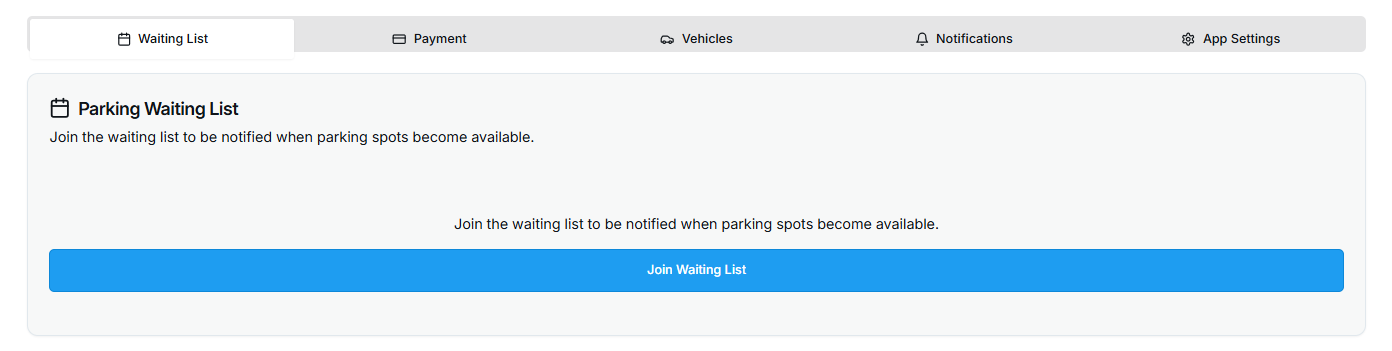 Waiting List
Payment
Vehicles
Notifications
App Settings
Parking Waiting List
Join the waiting list to be notified when parking spots become available.
Join the waiting list to be notified when parking spots become available.
Join Waiting List